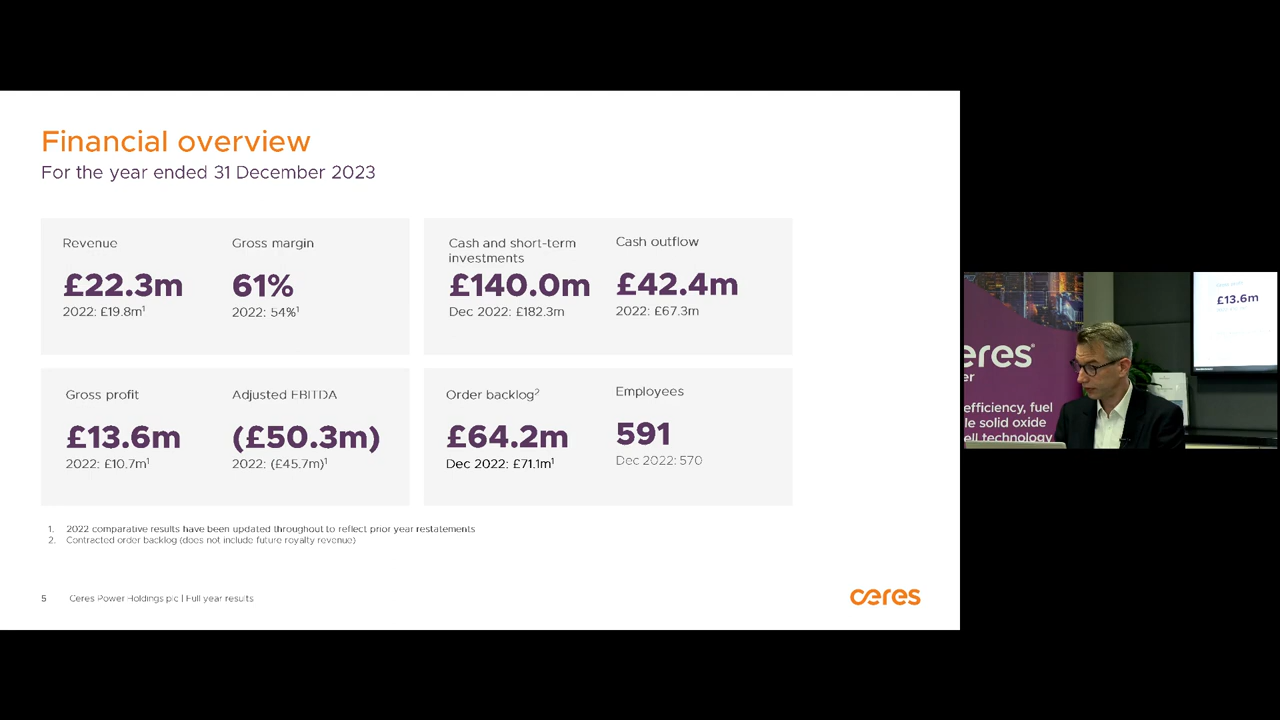 Financial overview
For the year ended 31 December 2023
Revenue
£22.3m
2022: £19.8m¹
Gross margin
61%
2022: 54%¹
Cash and short-term
investments
£140.0m
Dec 2022: £182.3m
Cash outflow
£42.4m
2022: £67.3m
Gross profit
£13.6m
2022: £10.7m¹
Adjusted EBITDA
(£50.3m)
2022: (£45.7m)¹
Order backlog²
£64.2m
Dec 2022: £71.1m¹
Employees
591
Dec 2022: 570
1. 2022 comparative results have been updated throughout to reflect prior year restatements
2. Contracted order backlog (does not include future royalty revenue)
5 Ceres Power Holdings plc | Full year results
ceres
eres
er
efficiency, fuel
le solid oxide
ell technology
£13.6m